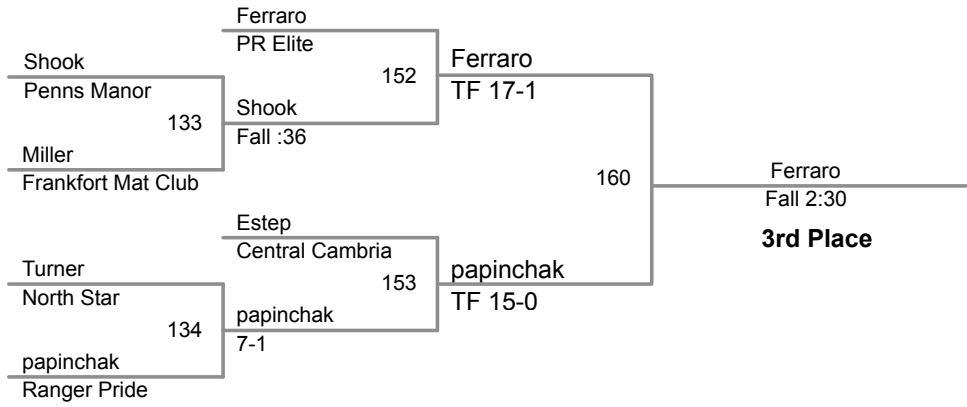 Ferraro
PR Elite
Shook
Penns Manor
152
Ferraro
TF 17-1
133
Shook
Fall :36
Miller
Frankfort Mat Club
160
Ferraro
Fall 2:30
3rd Place
Estep
Central Cambria
Turner
North Star
153
papinchak
TF 15-0
134
papinchak
7-1
papinchak
Ranger Pride